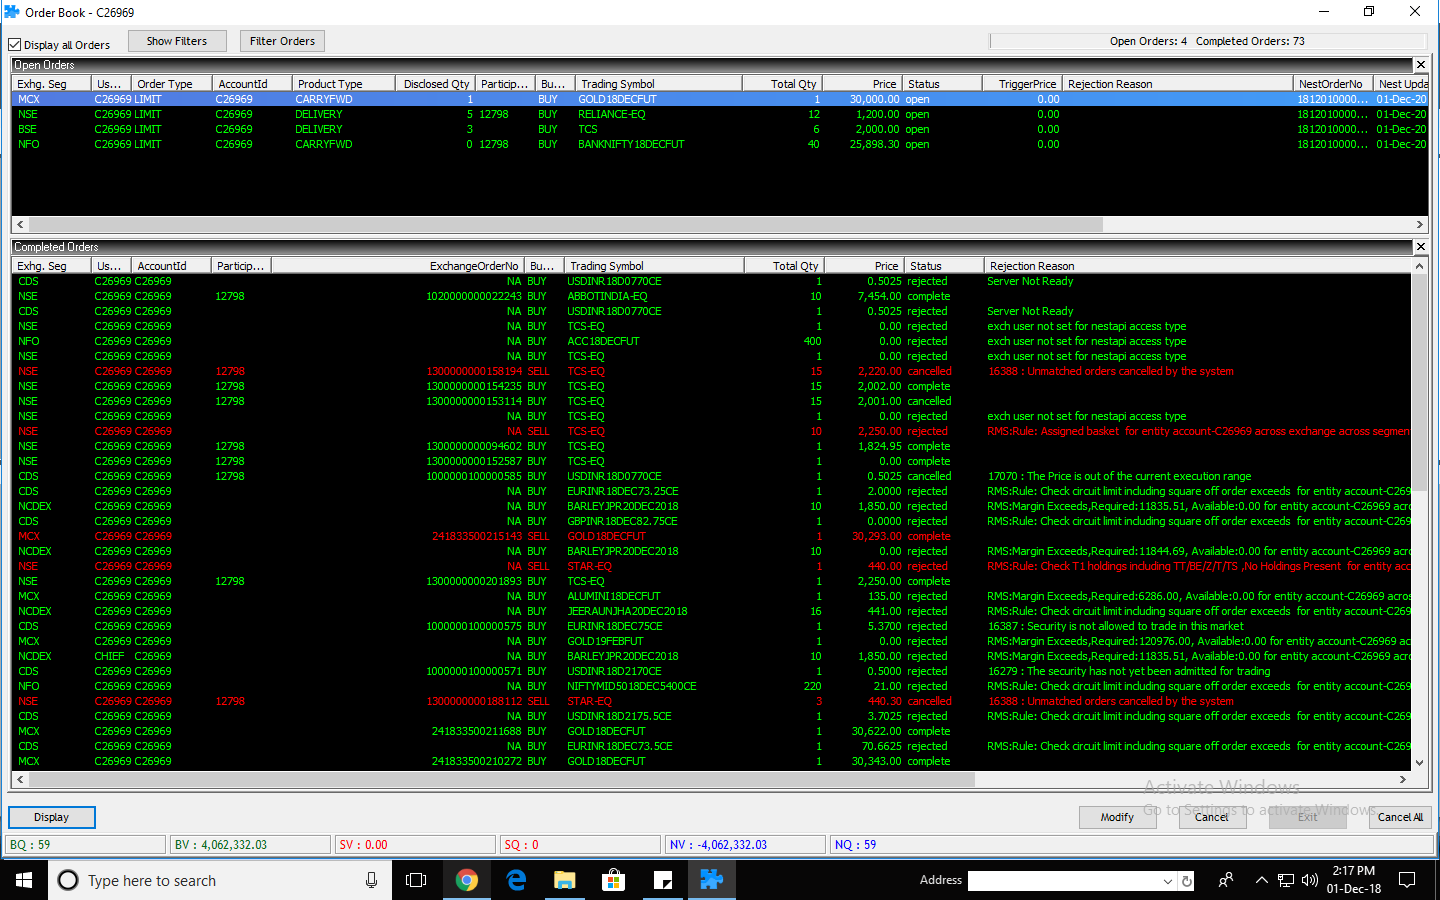 Order Book - C26969
Display all Orders Show Filters Filter Orders Open Orders: 4 Completed Orders: 73
Open Orders
Exhg. Seg Us... Order Type AccountId Product Type Disclosed Qty Particip... Bu... Trading Symbol Total Qty Price Status TriggerPrice Rejection Reason NestOrderNo Nest Upda
MCX C26969 LIMIT C26969 CARRYFWD 1 BUY GOLD18DECFUT 1 30,000.00 open 0.00 1812010000... 01-Dec-20
NSE C26969 LIMIT C26969 DELIVERY 5 12798 BUY RELIANCE-EQ 12 1,200.00 open 0.00 1812010000... 01-Dec-20
BSE C26969 LIMIT C26969 DELIVERY 3 BUY TCS 6 2,000.00 open 0.00 1812010000... 01-Dec-20
NFO C26969 LIMIT C26969 CARRYFWD 0 12798 BUY BANKNIFTY18DECFUT 40 25,898.30 open 0.00 1812010000... 01-Dec-20
Completed Orders
Exhg. Seg Us... AccountId Particip... ExchangeOrderNo Bu... Trading Symbol Total Qty Price Status Rejection Reason
CDS C26969 C26969 NA BUY USDINR18D0770CE 1 0.5025 rejected Server Not Ready
NSE C26969 C26969 12798 1020000000022243 BUY ABBOTINDIA-EQ 10 7,454.00 complete
CDS C26969 C26969 NA BUY USDINR18D0770CE 1 0.5025 rejected Server Not Ready
NSE C26969 C26969 NA BUY TCS-EQ 1 0.00 rejected exch user not set for nestapi access type
NFO C26969 C26969 NA BUY ACC18DECFUT 400 0.00 rejected exch user not set for nestapi access type
NSE C26969 C26969 NA BUY TCS-EQ 1 0.00 rejected exch user not set for nestapi access type
NSE C26969 C26969 12798 1300000000158194 SELL TCS-EQ 15 2,220.00 cancelled 16388 : Unmatched orders cancelled by the system
NSE C26969 C26969 12798 1300000000154235 BUY TCS-EQ 15 2,002.00 complete
NSE C26969 C26969 12798 1300000000153114 BUY TCS-EQ 15 2,001.00 cancelled
NSE C26969 C26969 NA BUY TCS-EQ 1 0.00 rejected exch user not set for nestapi access type
NSE C26969 C26969 NA SELL TCS-EQ 10 2,250.00 rejected RMS:Rule: Assigned basket for entity account-C26969 across exchange across segmen
NSE C26969 C26969 12798 1300000000094602 BUY TCS-EQ 1 1,824.95 complete
NSE C26969 C26969 12798 1300000000152587 BUY TCS-EQ 1 0.00 complete
CDS C26969 C26969 12798 1000000100000585 BUY USDINR18D0770CE 1 0.5025 cancelled 17070 : The Price is out of the current execution range
CDS C26969 C26969 NA BUY EURINR18DEC73.25CE 1 2.0000 rejected RMS:Rule: Check circuit limit including square off order exceeds for entity account-C269
NCDEX C26969 C26969 NA BUY BARLEYJPR20DEC2018 10 1,850.00 rejected RMS:Margin Exceeds,Required:11835.51, Available:0.00 for entity account-C26969 acro
CDS C26969 C26969 NA BUY GBPINR18DEC82.75CE 1 0.0000 rejected RMS:Rule: Check circuit limit including square off order exceeds for entity account-C269
MCX C26969 C26969 241833500215143 SELL GOLD18DECFUT 1 30,293.00 complete
NCDEX C26969 C26969 NA BUY BARLEYJPR20DEC2018 10 0.00 rejected RMS:Margin Exceeds,Required:11844.69, Available:0.00 for entity account-C26969 acro
NSE C26969 C26969 NA SELL STAR-EQ 1 440.00 rejected RMS:Rule: Check T1 holdings including TT/BE/Z/T/TS ,No Holdings Present for entity acc
NSE C26969 C26969 12798 1300000000201893 BUY TCS-EQ 1 2,250.00 complete
MCX C26969 C26969 NA BUY ALUMINI18DECFUT 1 135.00 rejected RMS:Margin Exceeds,Required:6286.00, Available:0.00 for entity account-C26969 acros
NCDEX C26969 C26969 NA BUY JEERAUNJHA20DEC2018 16 441.00 rejected RMS:Rule: Check circuit limit including square off order exceeds for entity account-C269
CDS C26969 C26969 1000000100000575 BUY EURINR18DEC75CE 1 5.3700 rejected 16387 : Security is not allowed to trade in this market
MCX C26969 C26969 NA BUY GOLD19FEBFUT 1 0.00 rejected RMS:Margin Exceeds,Required:120976.00, Available:0.00 for entity account-C26969 ac
NCDEX CHIEF C26969 NA BUY BARLEYJPR20DEC2018 10 1,850.00 rejected RMS:Margin Exceeds,Required:11835.51, Available:0.00 for entity account-C26969 acro
CDS C26969 C26969 1000000100000571 BUY USDINR18D2170CE 1 0.5000 rejected 16279 : The security has not yet been admitted for trading
NFO C26969 C26969 NA BUY NIFTYMID5018DEC5400CE 220 21.00 rejected RMS:Rule: Check circuit limit including square off order exceeds for entity account-C269
NSE C26969 C26969 12798 1300000000188112 SELL STAR-EQ 3 440.30 cancelled 16388 : Unmatched orders cancelled by the system
CDS C26969 C26969 NA BUY USDINR18D2175.5CE 1 3.7025 rejected RMS:Rule: Check circuit limit including square off order exceeds for entity account-C269
MCX C26969 C26969 241833500211688 BUY GOLD18DECFUT 1 30,622.00 complete
CDS C26969 C26969 NA BUY EURINR18DEC73.5CE 1 70.6625 rejected RMS:Rule: Check circuit limit including square off order exceeds for entity account-C269
MCX C26969 C26969 241833500210272 BUY GOLD18DECFUT 1 30,343.00 complete
Activate Windows
Go to Settings to activate Windows.
Display Modify Cancel Exit Cancel All
BQ : 59 BV : 4,062,332.03 SV : 0.00 SQ : 0 NV : -4,062,332.03 NQ : 59
Type here to search Address 2:17 PM
01-Dec-18